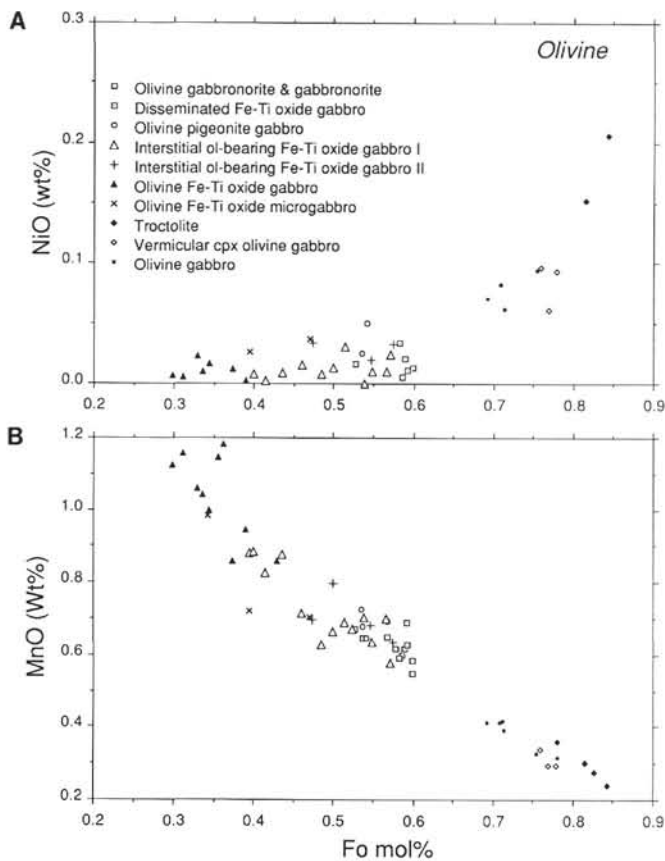 A
Olivine
0.3
0.2
0.1
0.0
NiO (wt%)
Olivine gabbronorite & gabbronorite
Disseminated Fe-Ti oxide gabbro
Olivine pigeonite gabbro
Interstitial ol-bearing Fe-Ti oxide gabbro I
Interstitial ol-bearing Fe-Ti oxide gabbro II
Olivine Fe-Ti oxide gabbro
Olivine Fe-Ti oxide microgabbro
Troctolite
Vermicular cpx olivine gabbro
Olivine gabbro
0.2 0.3 0.4 0.5 0.6 0.7 0.8 0.9
B
1.2
1.0
0.8
0.6
0.4
0.2
MnO (Wt%)
0.2 0.3 0.4 0.5 0.6 0.7 0.8 0.9
Fo mol%